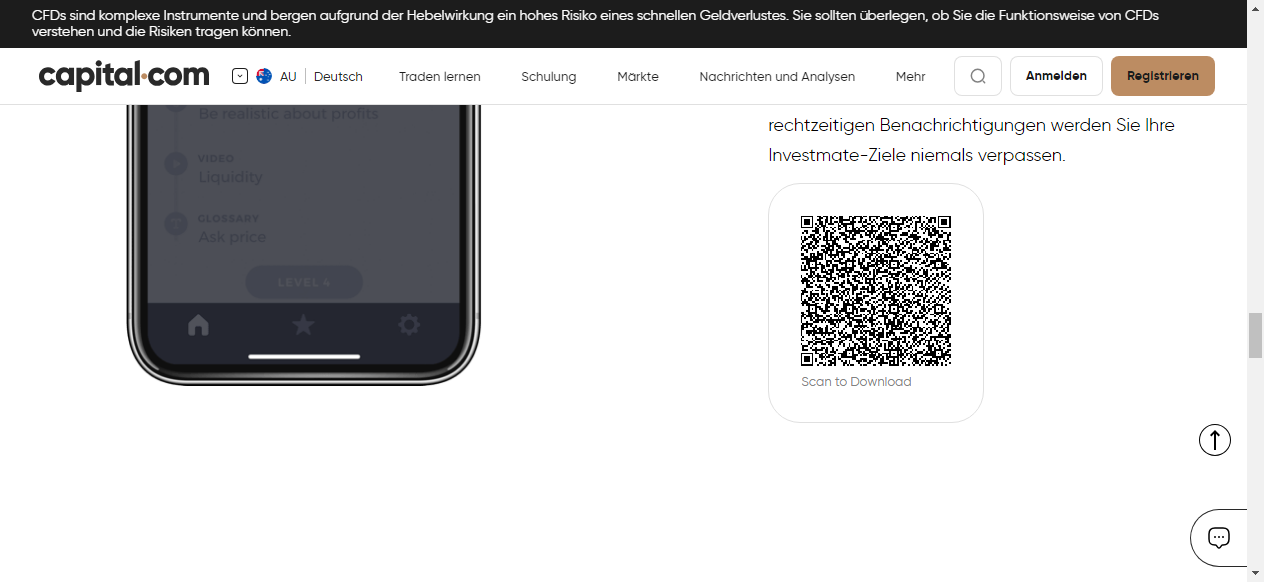 CFDs sind komplexe Instrumente und bergen aufgrund der Hebelwirkung ein hohes Risiko eines schnellen Geldverlustes. Sie sollten überlegen, ob Sie die Funktionsweise von CFDs
verstehen und die Risiken tragen können.
capital.com
AU
Deutsch
Traden lernen
Schulung
Märkte
Nachrichten und Analysen
Mehr
Anmelden
Registrieren
Be realistic about profits
VIDEO
Liquidity
GLOSSARY
Ask price
LEVEL 4
rechtzeitigen Benachrichtigungen werden Sie Ihre
Investmate-Ziele niemals verpassen.
Scan to Download